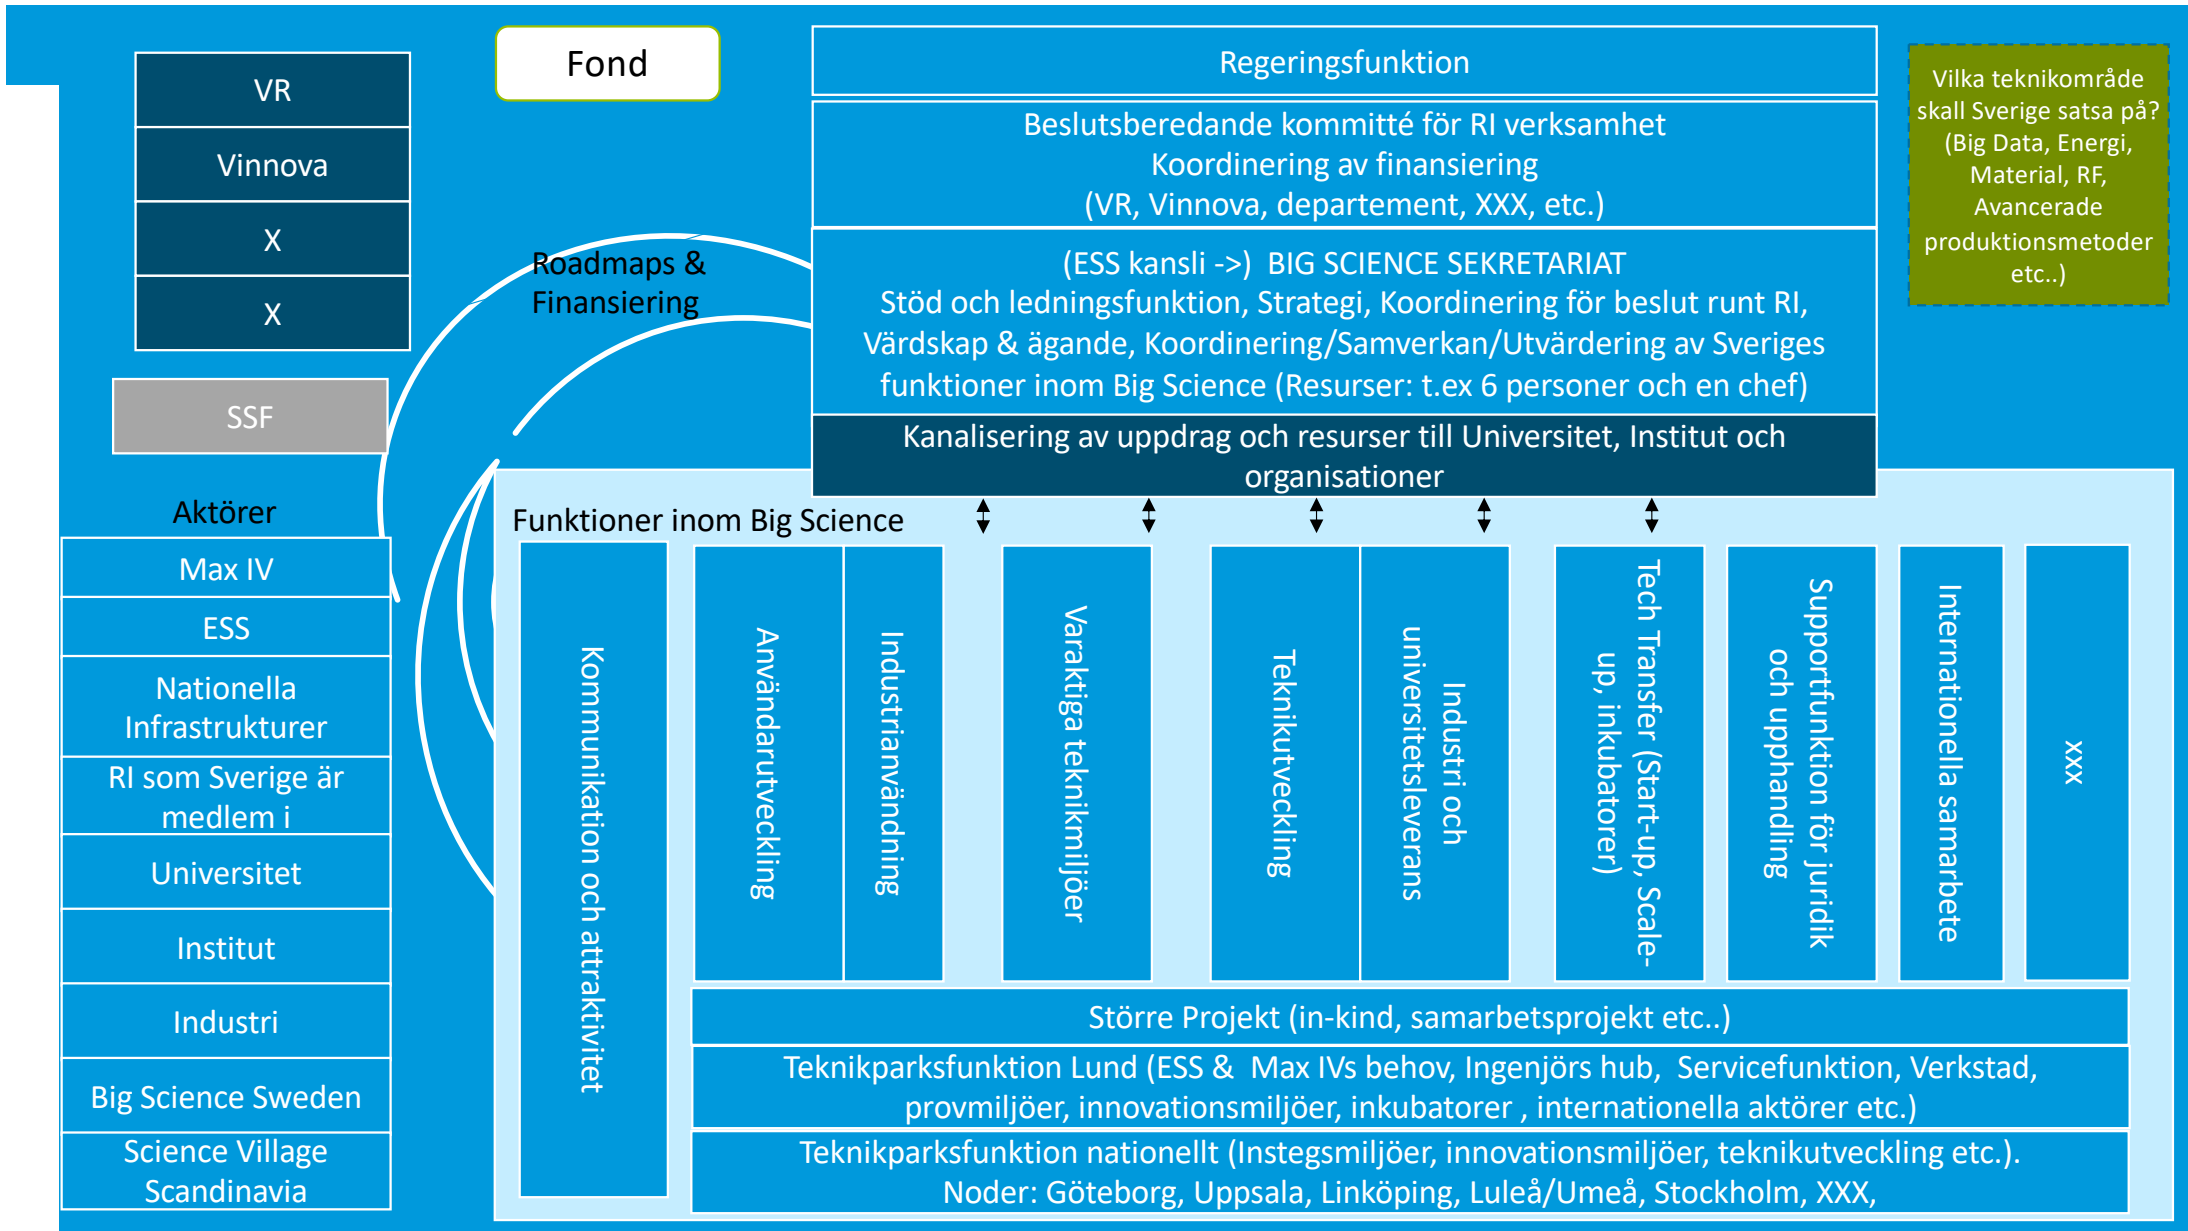 VR
Vinnova
X
X
SSF
Fond
Regeringsfunktion
Beslutsberedande kommitté för RI verksamhet
Koordinering av finansiering
(VR, Vinnova, departement, XXX, etc.)
(ESS kansli ->)  BIG SCIENCE SEKRETARIAT
Stöd och ledningsfunktion, Strategi, Koordinering för beslut runt RI,
Värdskap & ägande, Koordinering/Samverkan/Utvärdering av Sveriges
funktioner inom Big Science (Resurser: t.ex 6 personer och en chef)
Kanalisering av uppdrag och resurser till Universitet, Institut och
organisationer
Vilka teknikområde
skall Sverige satsa på?
(Big Data, Energi,
Material, RF,
Avancerade
produktionsmetoder
etc..)
Roadmaps &
Finansiering
Aktörer
Max IV
ESS
Nationella
Infrastrukturer
RI som Sverige är
medlem i
Universitet
Institut
Industri
Big Science Sweden
Science Village
Scandinavia
Funktioner inom Big Science
Kommunikation och attraktivitet
Användarutveckling
Industrianvändning
Varaktiga teknikmiljöer
Teknikutveckling
Industri och
universitetsleverans
Tech Transfer (Start-up, Scale-
up, inkubatorer)
Supportfunktion för juridik
och upphandling
Internationella samarbete
xxx
Större Projekt (in-kind, samarbetsprojekt etc..)
Teknikparksfunktion Lund (ESS &  Max IVs behov, Ingenjörs hub,  Servicefunktion, Verkstad,
provmiljöer, innovationsmiljöer, inkubatorer , internationella aktörer etc.)
Teknikparksfunktion nationellt (Instegsmiljöer, innovationsmiljöer, teknikutveckling etc.).
Noder: Göteborg, Uppsala, Linköping, Luleå/Umeå, Stockholm, XXX,